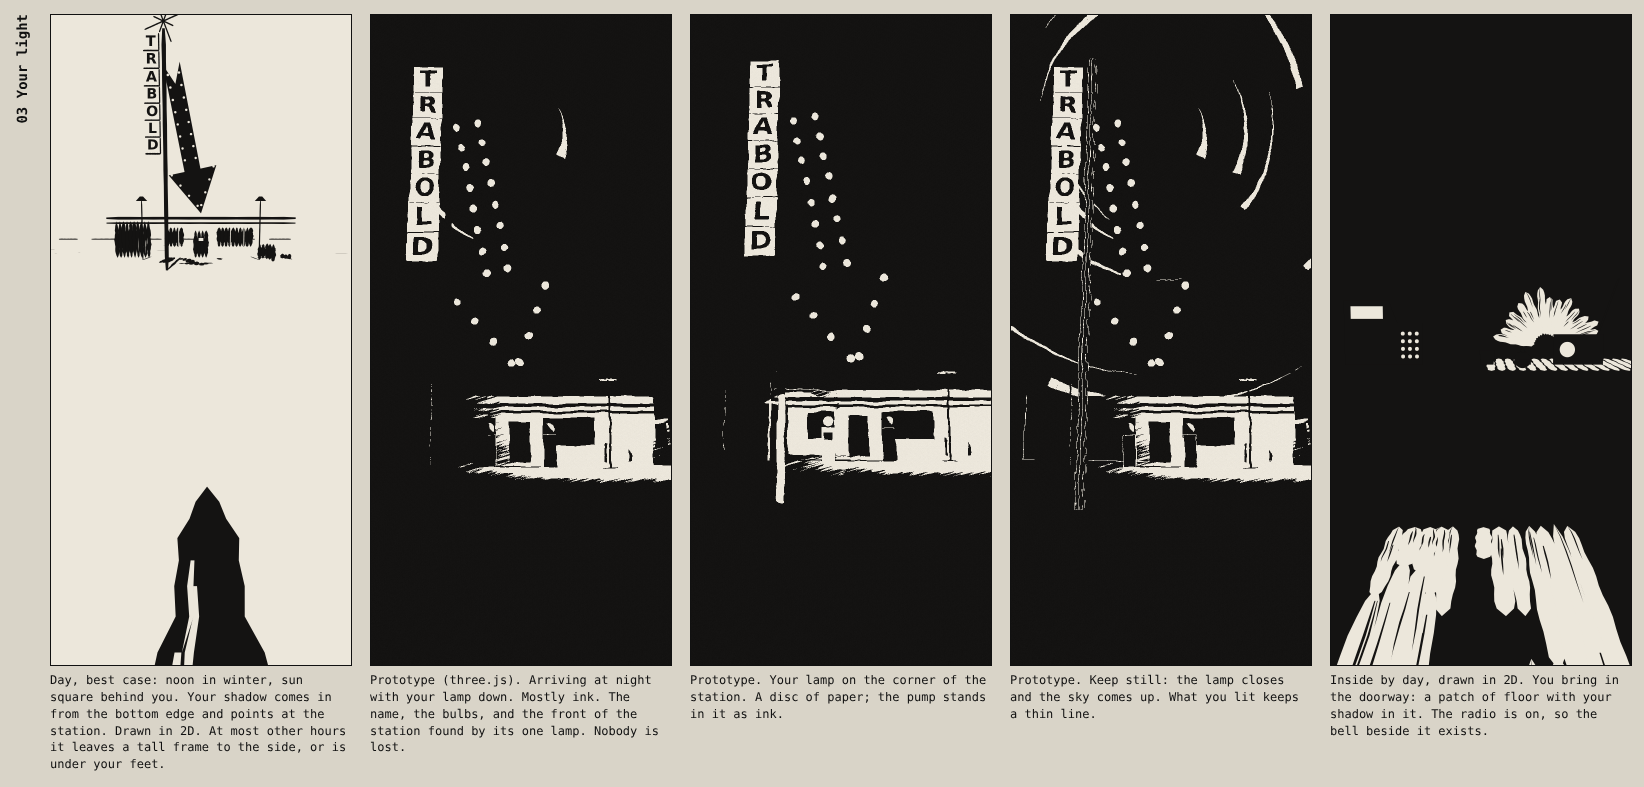 03 Your light
TRABOLD
TRABOLD
TRABOLD
TRABOLD
Day, best case: noon in winter, sun
square behind you. Your shadow comes in
from the bottom edge and points at the
station. Drawn in 2D. At most other hours
it leaves a tall frame to the side, or is
under your feet.
Prototype (three.js). Arriving at night
with your lamp down. Mostly ink. The
name, the bulbs, and the front of the
station found by its one lamp. Nobody is
lost.
Prototype. Your lamp on the corner of the
station. A disc of paper; the pump stands
in it as ink.
Prototype. Keep still: the lamp closes
and the sky comes up. What you lit keeps
a thin line.
Inside by day, drawn in 2D. You bring in
the doorway: a patch of floor with your
shadow in it. The radio is on, so the
bell beside it exists.